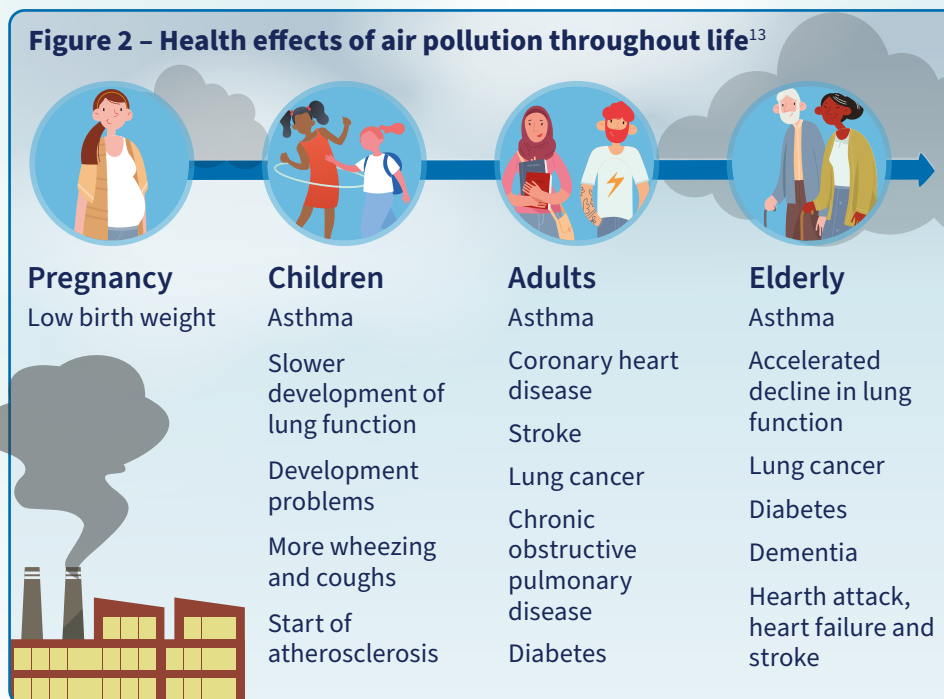 Figure 2 – Health effects of air pollution throughout life13
Pregnancy
Low birth weight
Children
Asthma
Slower
development of
lung function
Development
problems
More wheezing
and coughs
Start of
atherosclerosis
Adults
Asthma
Coronary heart
disease
Stroke
Lung cancer
Chronic
obstructive
pulmonary
disease
Diabetes
Elderly
Asthma
Accelerated
decline in lung
function
Lung cancer
Diabetes
Dementia
Hearth attack,
heart failure and
stroke